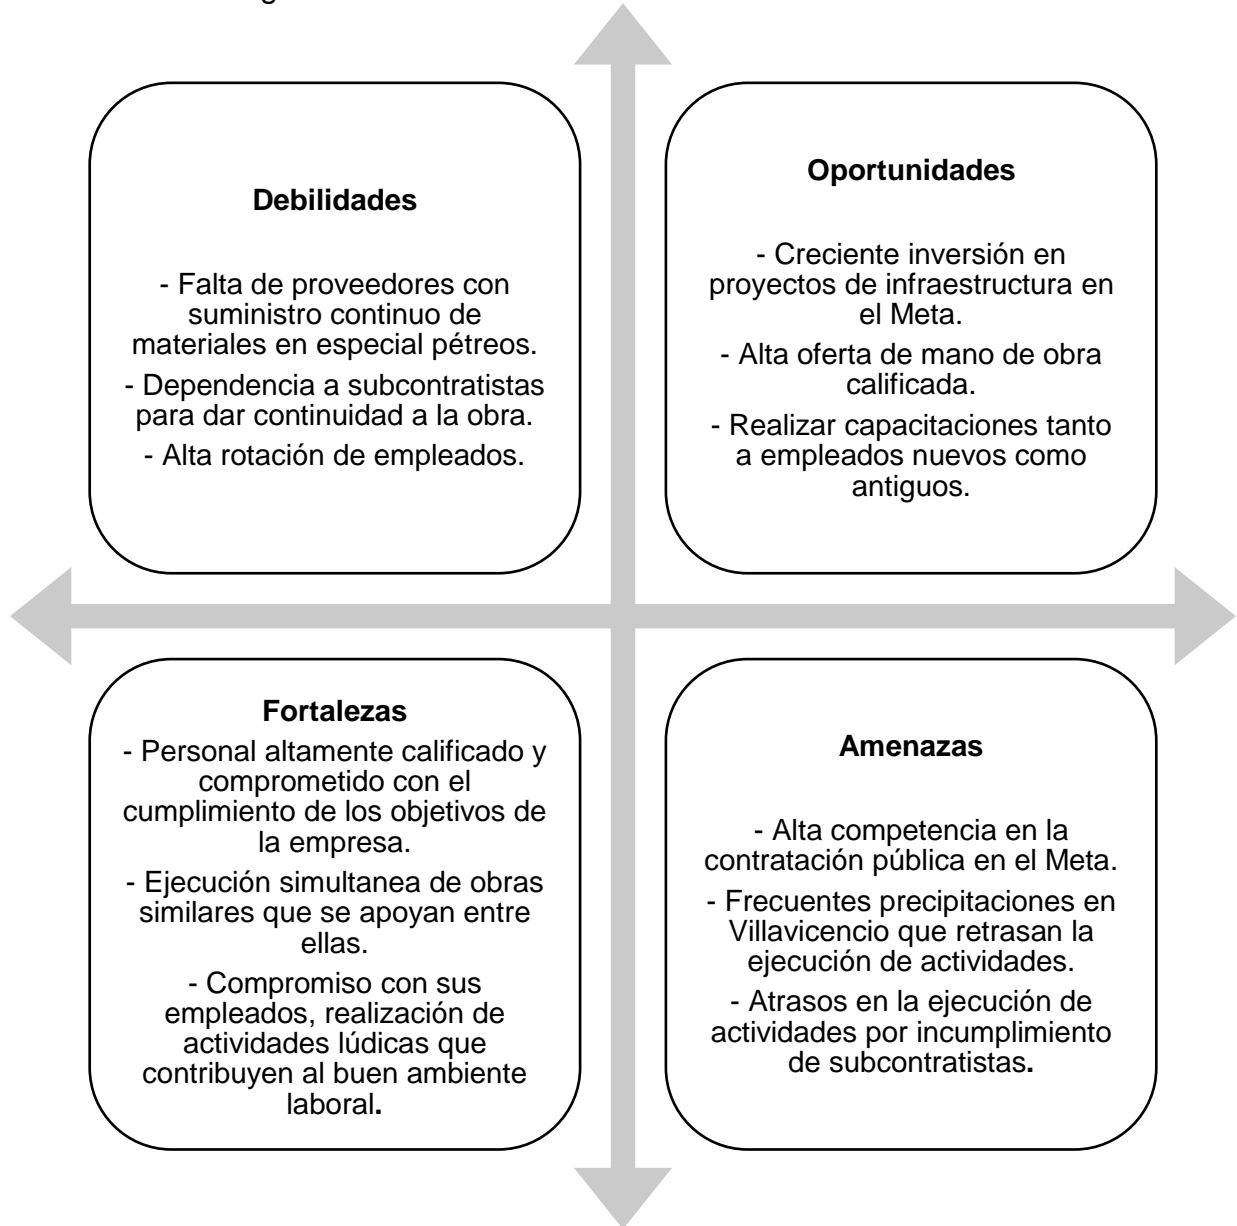 Debilidades
- Falta de proveedores con
suministro continuo de
materiales en especial pétreos.
- Dependencia a subcontratistas
para dar continuidad a la obra.
- Alta rotación de empleados.
Oportunidades
- Creciente inversión en
proyectos de infraestructura en
el Meta.
- Alta oferta de mano de obra
calificada.
- Realizar capacitaciones tanto
a empleados nuevos como
antiguos.
Fortalezas
- Personal altamente calificado y
comprometido con el
cumplimiento de los objetivos de
la empresa.
- Ejecución simultanea de obras
similares que se apoyan entre
ellas.
- Compromiso con sus
empleados, realización de
actividades lúdicas que
contribuyen al buen ambiente
laboral.
Amenazas
- Alta competencia en la
contratación pública en el Meta.
- Frecuentes precipitaciones en
Villavicencio que retrasan la
ejecución de actividades.
- Atrasos en la ejecución de
actividades por incumplimiento
de subcontratistas.